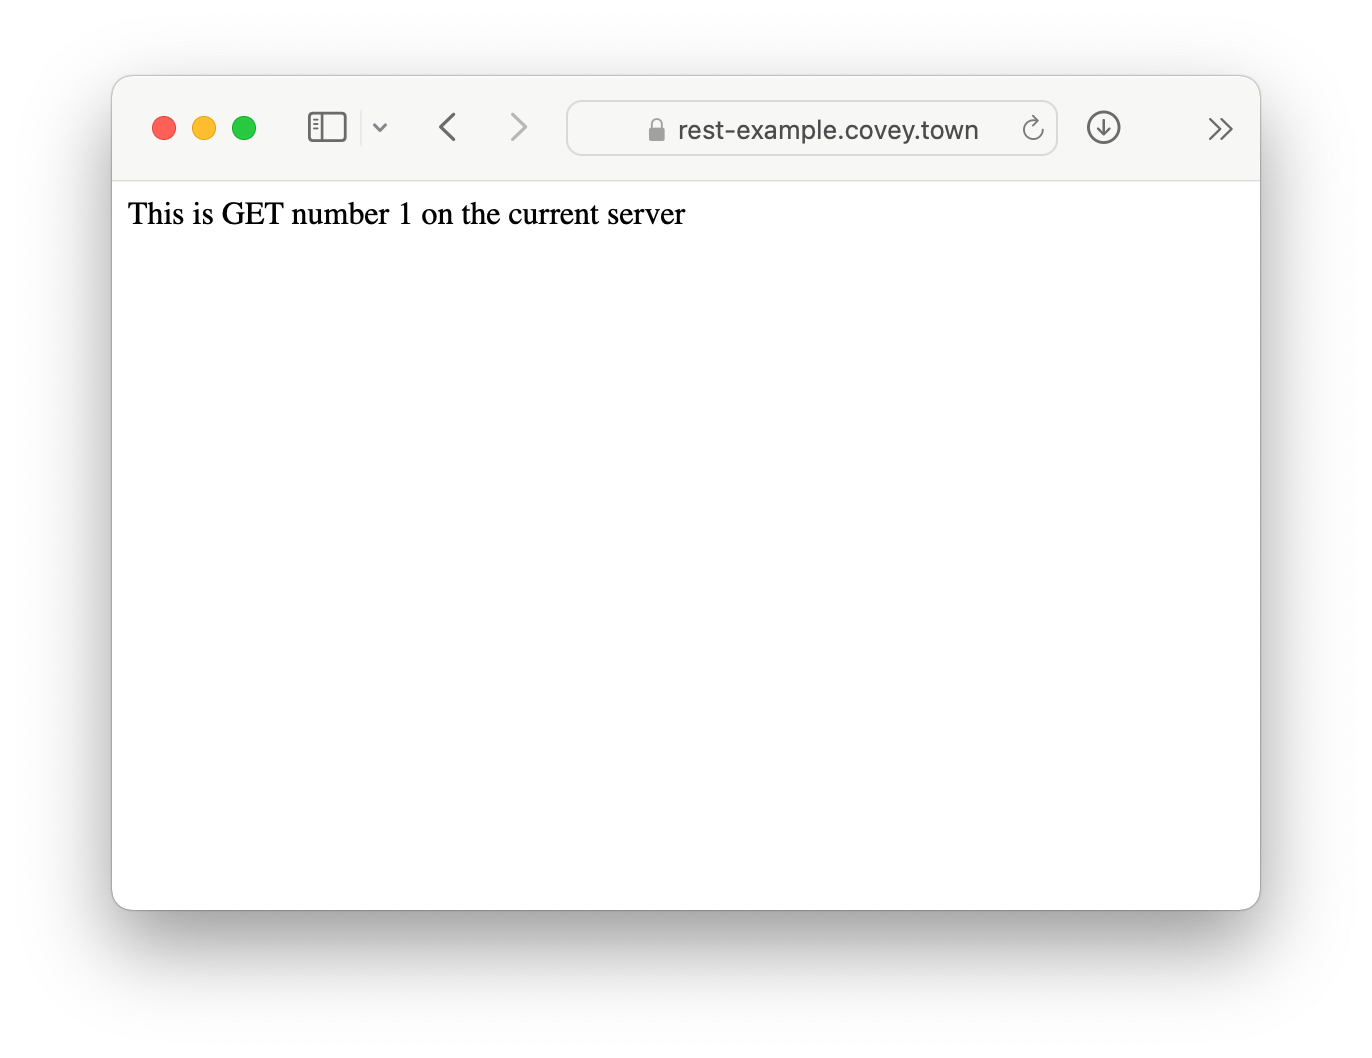 rest-example.covey.town
This is GET number 1 on the current server